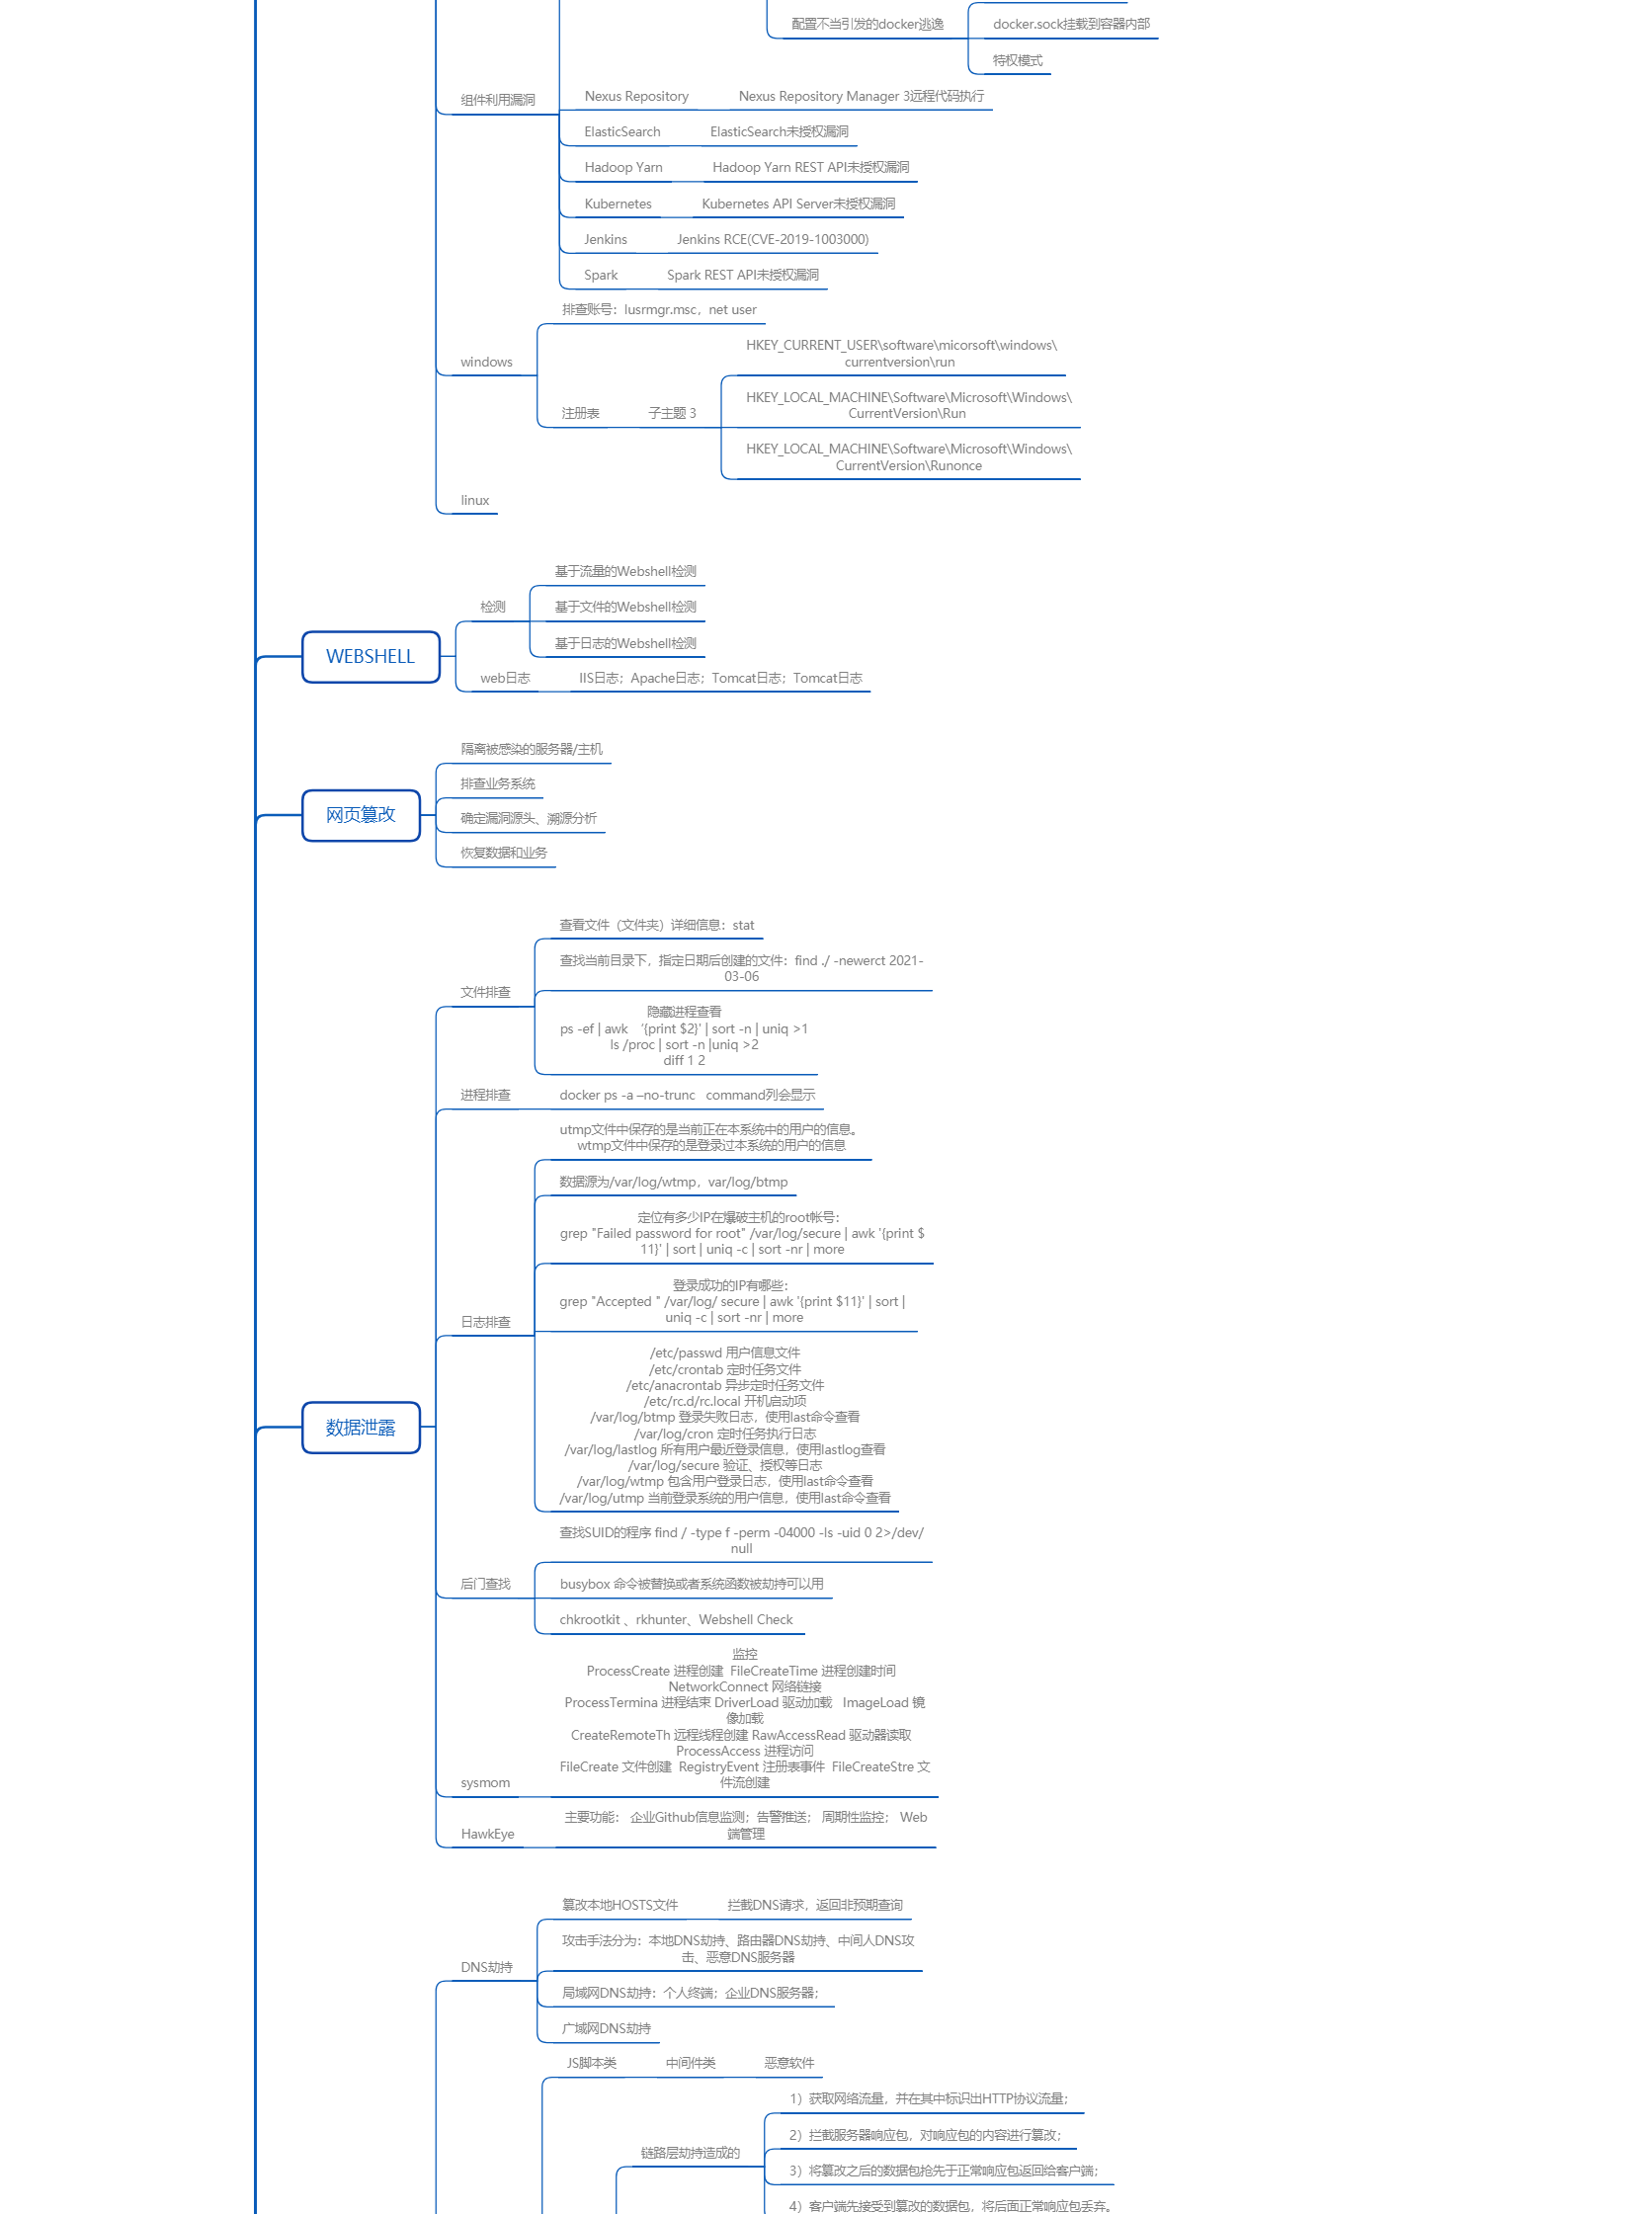 配置不当引发的docker逃逸
docker.sock挂载到容器内部
特权模式
组件利用漏洞
Nexus Repository
Nexus Repository Manager 3远程代码执行
ElasticSearch
ElasticSearch未授权漏洞
Hadoop Yarn
Hadoop Yarn REST API未授权漏洞
Kubernetes
Kubernetes API Server未授权漏洞
Jenkins
Jenkins RCE(CVE-2019-1003000)
Spark
Spark REST API未授权漏洞
windows
排查账号：lusrmgr.msc，net user
注册表
子主题 3
HKEY_CURRENT_USER\software\micorsoft\windows\
currentversion\run
HKEY_LOCAL_MACHINE\Software\Microsoft\Windows\
CurrentVersion\Run
HKEY_LOCAL_MACHINE\Software\Microsoft\Windows\
CurrentVersion\Runonce
linux
WEBSHELL
检测
基于流量的Webshell检测
基于文件的Webshell检测
基于日志的Webshell检测
web日志
IIS日志；Apache日志；Tomcat日志；Tomcat日志
网页篡改
隔离被感染的服务器/主机
排查业务系统
确定漏洞源头、溯源分析
恢复数据和业务
数据泄露
文件排查
查看文件（文件夹）详细信息：stat
查找当前目录下，指定日期后创建的文件：find ./ -newerct 2021-
03-06
隐藏进程查看
ps -ef | awk   '{print $2}' | sort -n | uniq >1
ls /proc | sort -n |uniq >2
diff 1 2
进程排查
docker ps -a –no-trunc   command列会显示
日志排查
utmp文件中保存的是当前正在本系统中的用户的信息。
wtmp文件中保存的是登录过本系统的用户的信息
数据源为/var/log/wtmp，var/log/btmp
定位有多少IP在爆破主机的root帐号：
grep "Failed password for root" /var/log/secure | awk '{print $
11}' | sort | uniq -c | sort -nr | more
登录成功的IP有哪些：
grep "Accepted " /var/log/ secure | awk '{print $11}' | sort |
uniq -c | sort -nr | more
/etc/passwd 用户信息文件
/etc/crontab 定时任务文件
/etc/anacrontab 异步定时任务文件
/etc/rc.d/rc.local 开机启动项
/var/log/btmp 登录失败日志，使用last命令查看
/var/log/cron 定时任务执行日志
/var/log/lastlog 所有用户最近登录信息，使用lastlog查看
/var/log/secure 验证、授权等日志
/var/log/wtmp 包含用户登录日志，使用last命令查看
/var/log/utmp 当前登录系统的用户信息，使用last命令查看
后门查找
查找SUID的程序 find / -type f -perm -04000 -ls -uid 0 2>/dev/
null
busybox 命令被替换或者系统函数被劫持可以用
chkrootkit 、rkhunter、Webshell Check
sysmom
监控
ProcessCreate 进程创建  FileCreateTime 进程创建时间
NetworkConnect 网络链接
ProcessTermina 进程结束 DriverLoad 驱动加载   ImageLoad 镜
像加载
CreateRemoteTh 远程线程创建 RawAccessRead 驱动器读取
ProcessAccess 进程访问
FileCreate 文件创建  RegistryEvent 注册表事件  FileCreateStre 文
件流创建
HawkEye
主要功能： 企业Github信息监测；告警推送； 周期性监控； Web
端管理
DNS劫持
篡改本地HOSTS文件
拦截DNS请求，返回非预期查询
攻击手法分为：本地DNS劫持、路由器DNS劫持、中间人DNS攻
击、恶意DNS服务器
局域网DNS劫持：个人终端；企业DNS服务器；
广域网DNS劫持
JS脚本类
中间件类
恶意软件
链路层劫持造成的
1）获取网络流量，并在其中标识出HTTP协议流量；
2）拦截服务器响应包，对响应包的内容进行篡改；
3）将篡改之后的数据包抢先于正常响应包返回给客户端；
4）客户端先接受到篡改的数据包，将后面正常响应包丢弃。